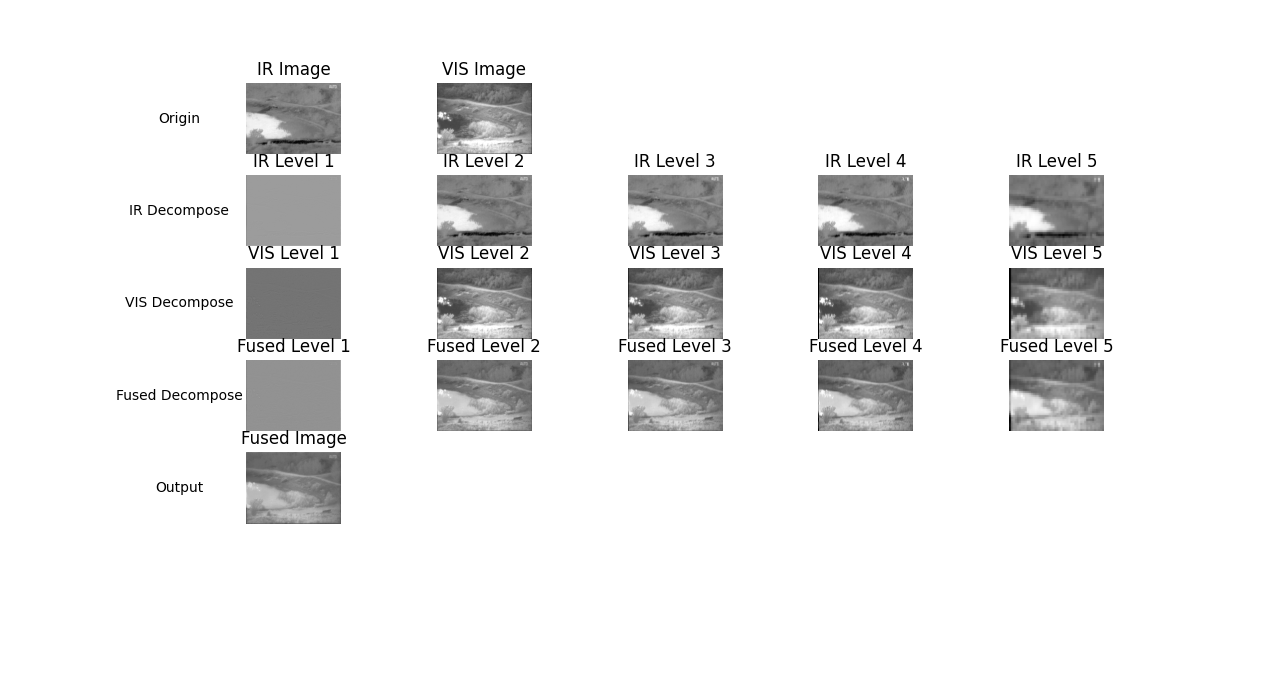 IR Image VIS Image
Origin
IR Level 1 IR Level 2 IR Level 3 IR Level 4 IR Level 5
IR Decompose
VIS Level 1 VIS Level 2 VIS Level 3 VIS Level 4 VIS Level 5
VIS Decompose
Fused Level 1 Fused Level 2 Fused Level 3 Fused Level 4 Fused Level 5
Fused Decompose
Fused Image
Output